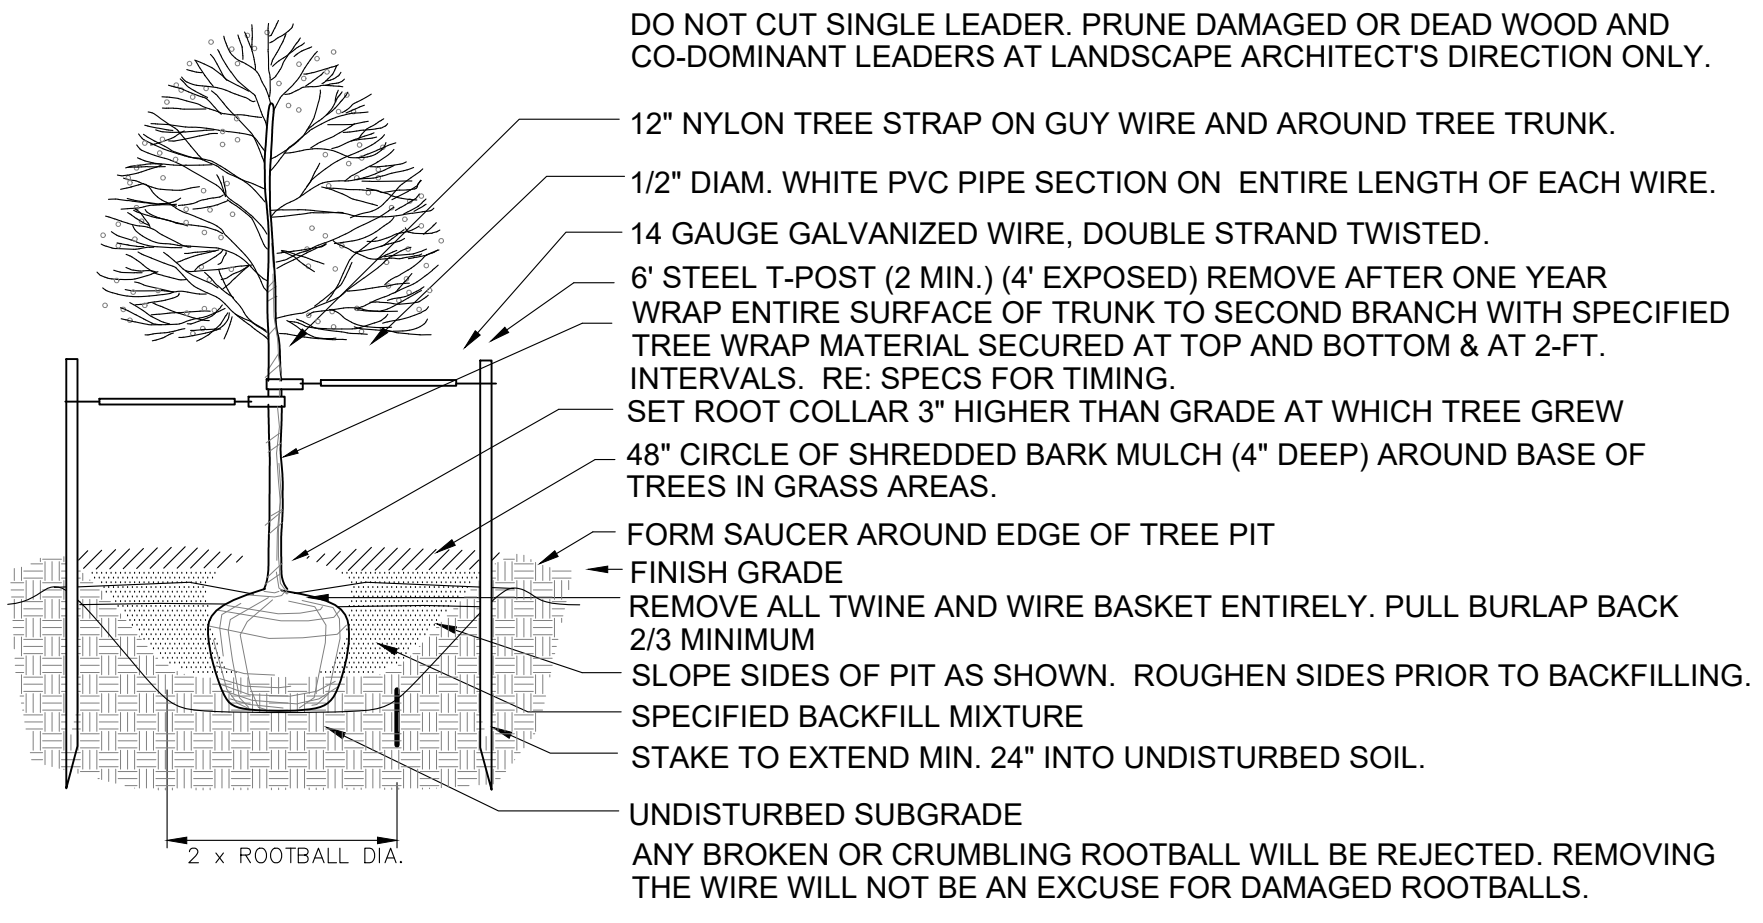 DO NOT CUT SINGLE LEADER. PRUNE DAMAGED OR DEAD WOOD AND
CO-DOMINANT LEADERS AT LANDSCAPE ARCHITECT'S DIRECTION ONLY.
12" NYLON TREE STRAP ON GUY WIRE AND AROUND TREE TRUNK.
1/2" DIAM. WHITE PVC PIPE SECTION ON ENTIRE LENGTH OF EACH WIRE.
14 GAUGE GALVANIZED WIRE, DOUBLE STRAND TWISTED.
6' STEEL T-POST (2 MIN.) (4' EXPOSED) REMOVE AFTER ONE YEAR
WRAP ENTIRE SURFACE OF TRUNK TO SECOND BRANCH WITH SPECIFIED
TREE WRAP MATERIAL SECURED AT TOP AND BOTTOM & AT 2-FT.
INTERVALS. RE: SPECS FOR TIMING.
SET ROOT COLLAR 3" HIGHER THAN GRADE AT WHICH TREE GREW
48" CIRCLE OF SHREDDED BARK MULCH (4" DEEP) AROUND BASE OF
TREES IN GRASS AREAS.
FORM SAUCER AROUND EDGE OF TREE PIT
FINISH GRADE
REMOVE ALL TWINE AND WIRE BASKET ENTIRELY. PULL BURLAP BACK
2/3 MINIMUM
SLOPE SIDES OF PIT AS SHOWN. ROUGHEN SIDES PRIOR TO BACKFILLING.
SPECIFIED BACKFILL MIXTURE
STAKE TO EXTEND MIN. 24" INTO UNDISTURBED SOIL.
UNDISTURBED SUBGRADE
2 x ROOTBALL DIA.
ANY BROKEN OR CRUMBLING ROOTBALL WILL BE REJECTED. REMOVING
THE WIRE WILL NOT BE AN EXCUSE FOR DAMAGED ROOTBALLS.